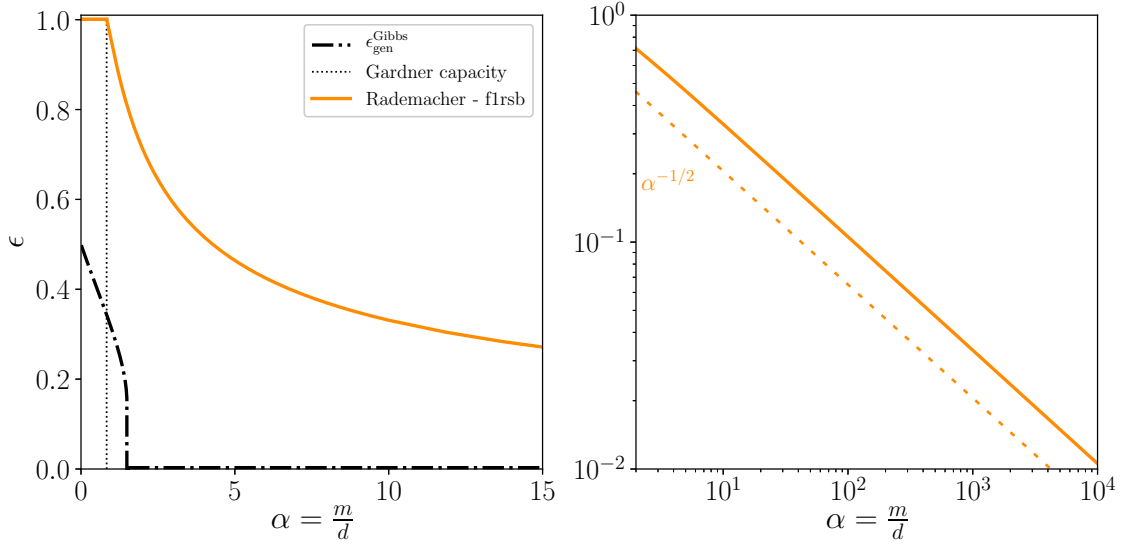 1.0
0.8
0.6
0.4
0.2
0.0
ϵ
0
5
10
15
α = m/d
ϵ_gen^Gibbs
Gardner capacity
Rademacher - f1rsb
10^0
10^−1
10^−2
α^−1/2
10^1
10^2
10^3
10^4
α = m/d